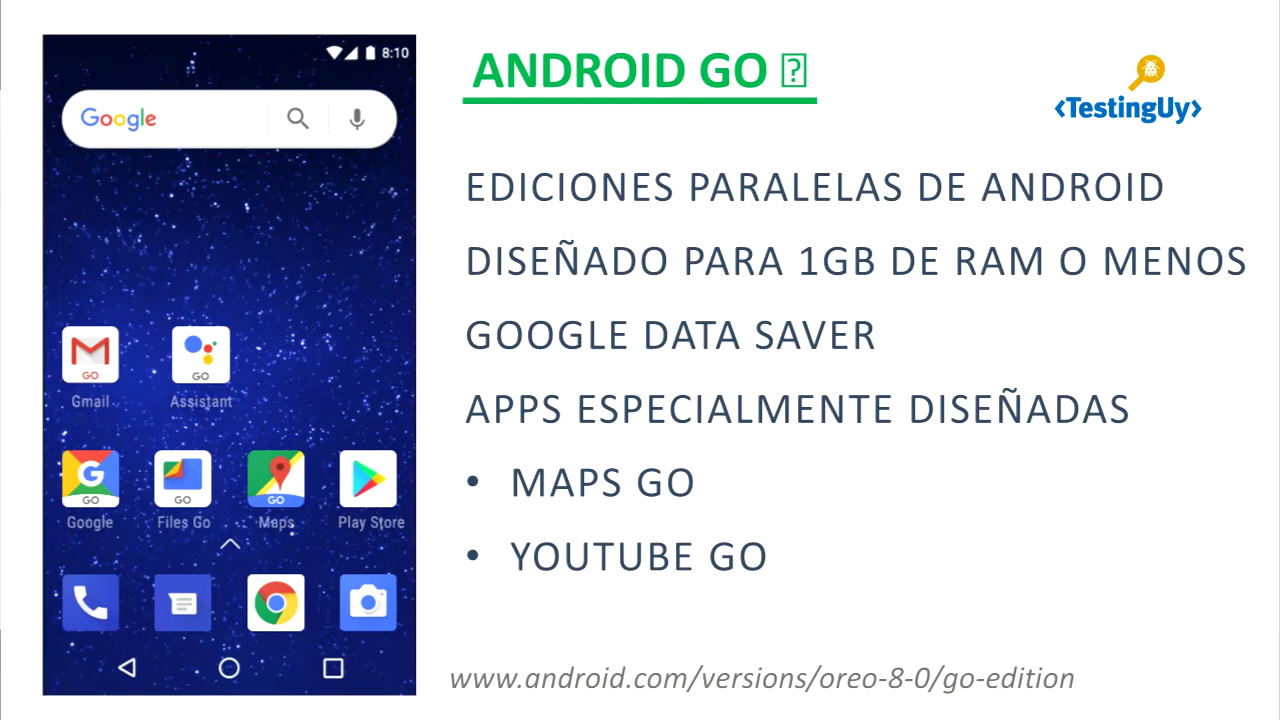 8:10
Google
GO
GO
Gmail
Assistant
G
GO
GO
GO
Google
Files Go
Maps
Play Store
ANDROID GO
<TestingUy>
EDICIONES PARALELAS DE ANDROID
DISEÑADO PARA 1GB DE RAM O MENOS
GOOGLE DATA SAVER
APPS ESPECIALMENTE DISEÑADAS
• MAPS GO
• YOUTUBE GO
www.android.com/versions/oreo-8-0/go-edition